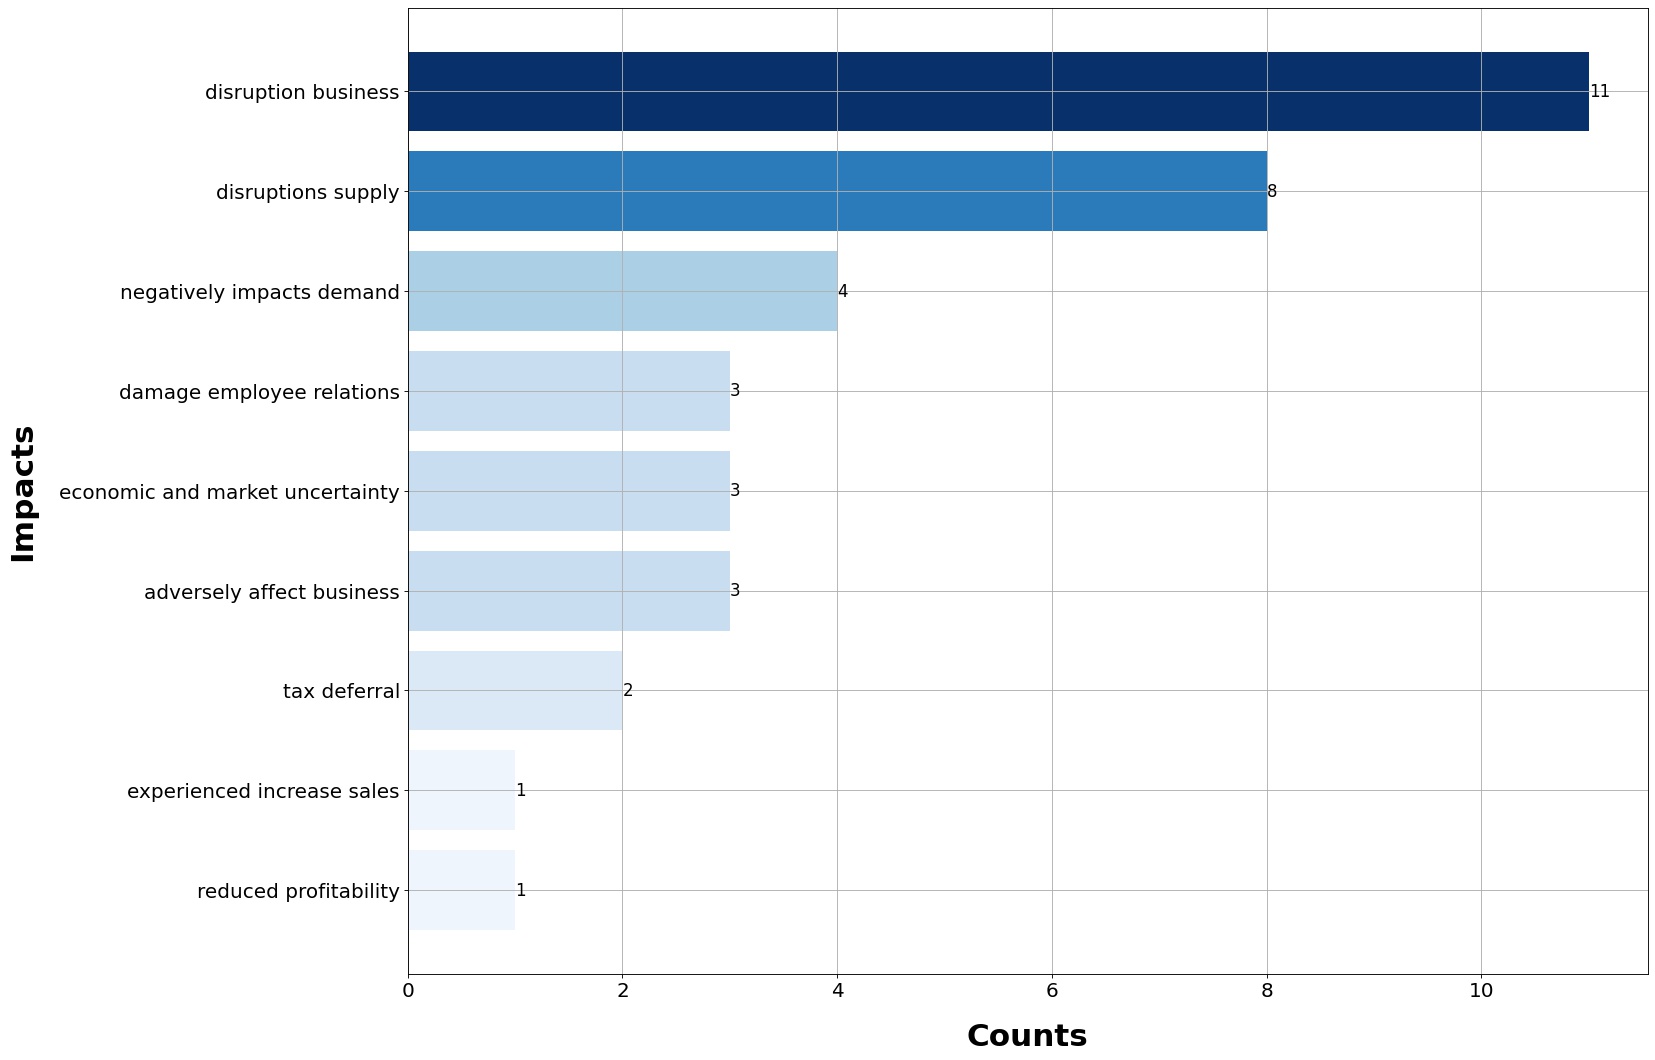 disruption business
11
disruptions supply
8
negatively impacts demand
4
damage employee relations
3
economic and market uncertainty
3
adversely affect business
3
tax deferral
2
experienced increase sales
1
reduced profitability
1
0 2 4 6 8 10
Counts
Impacts